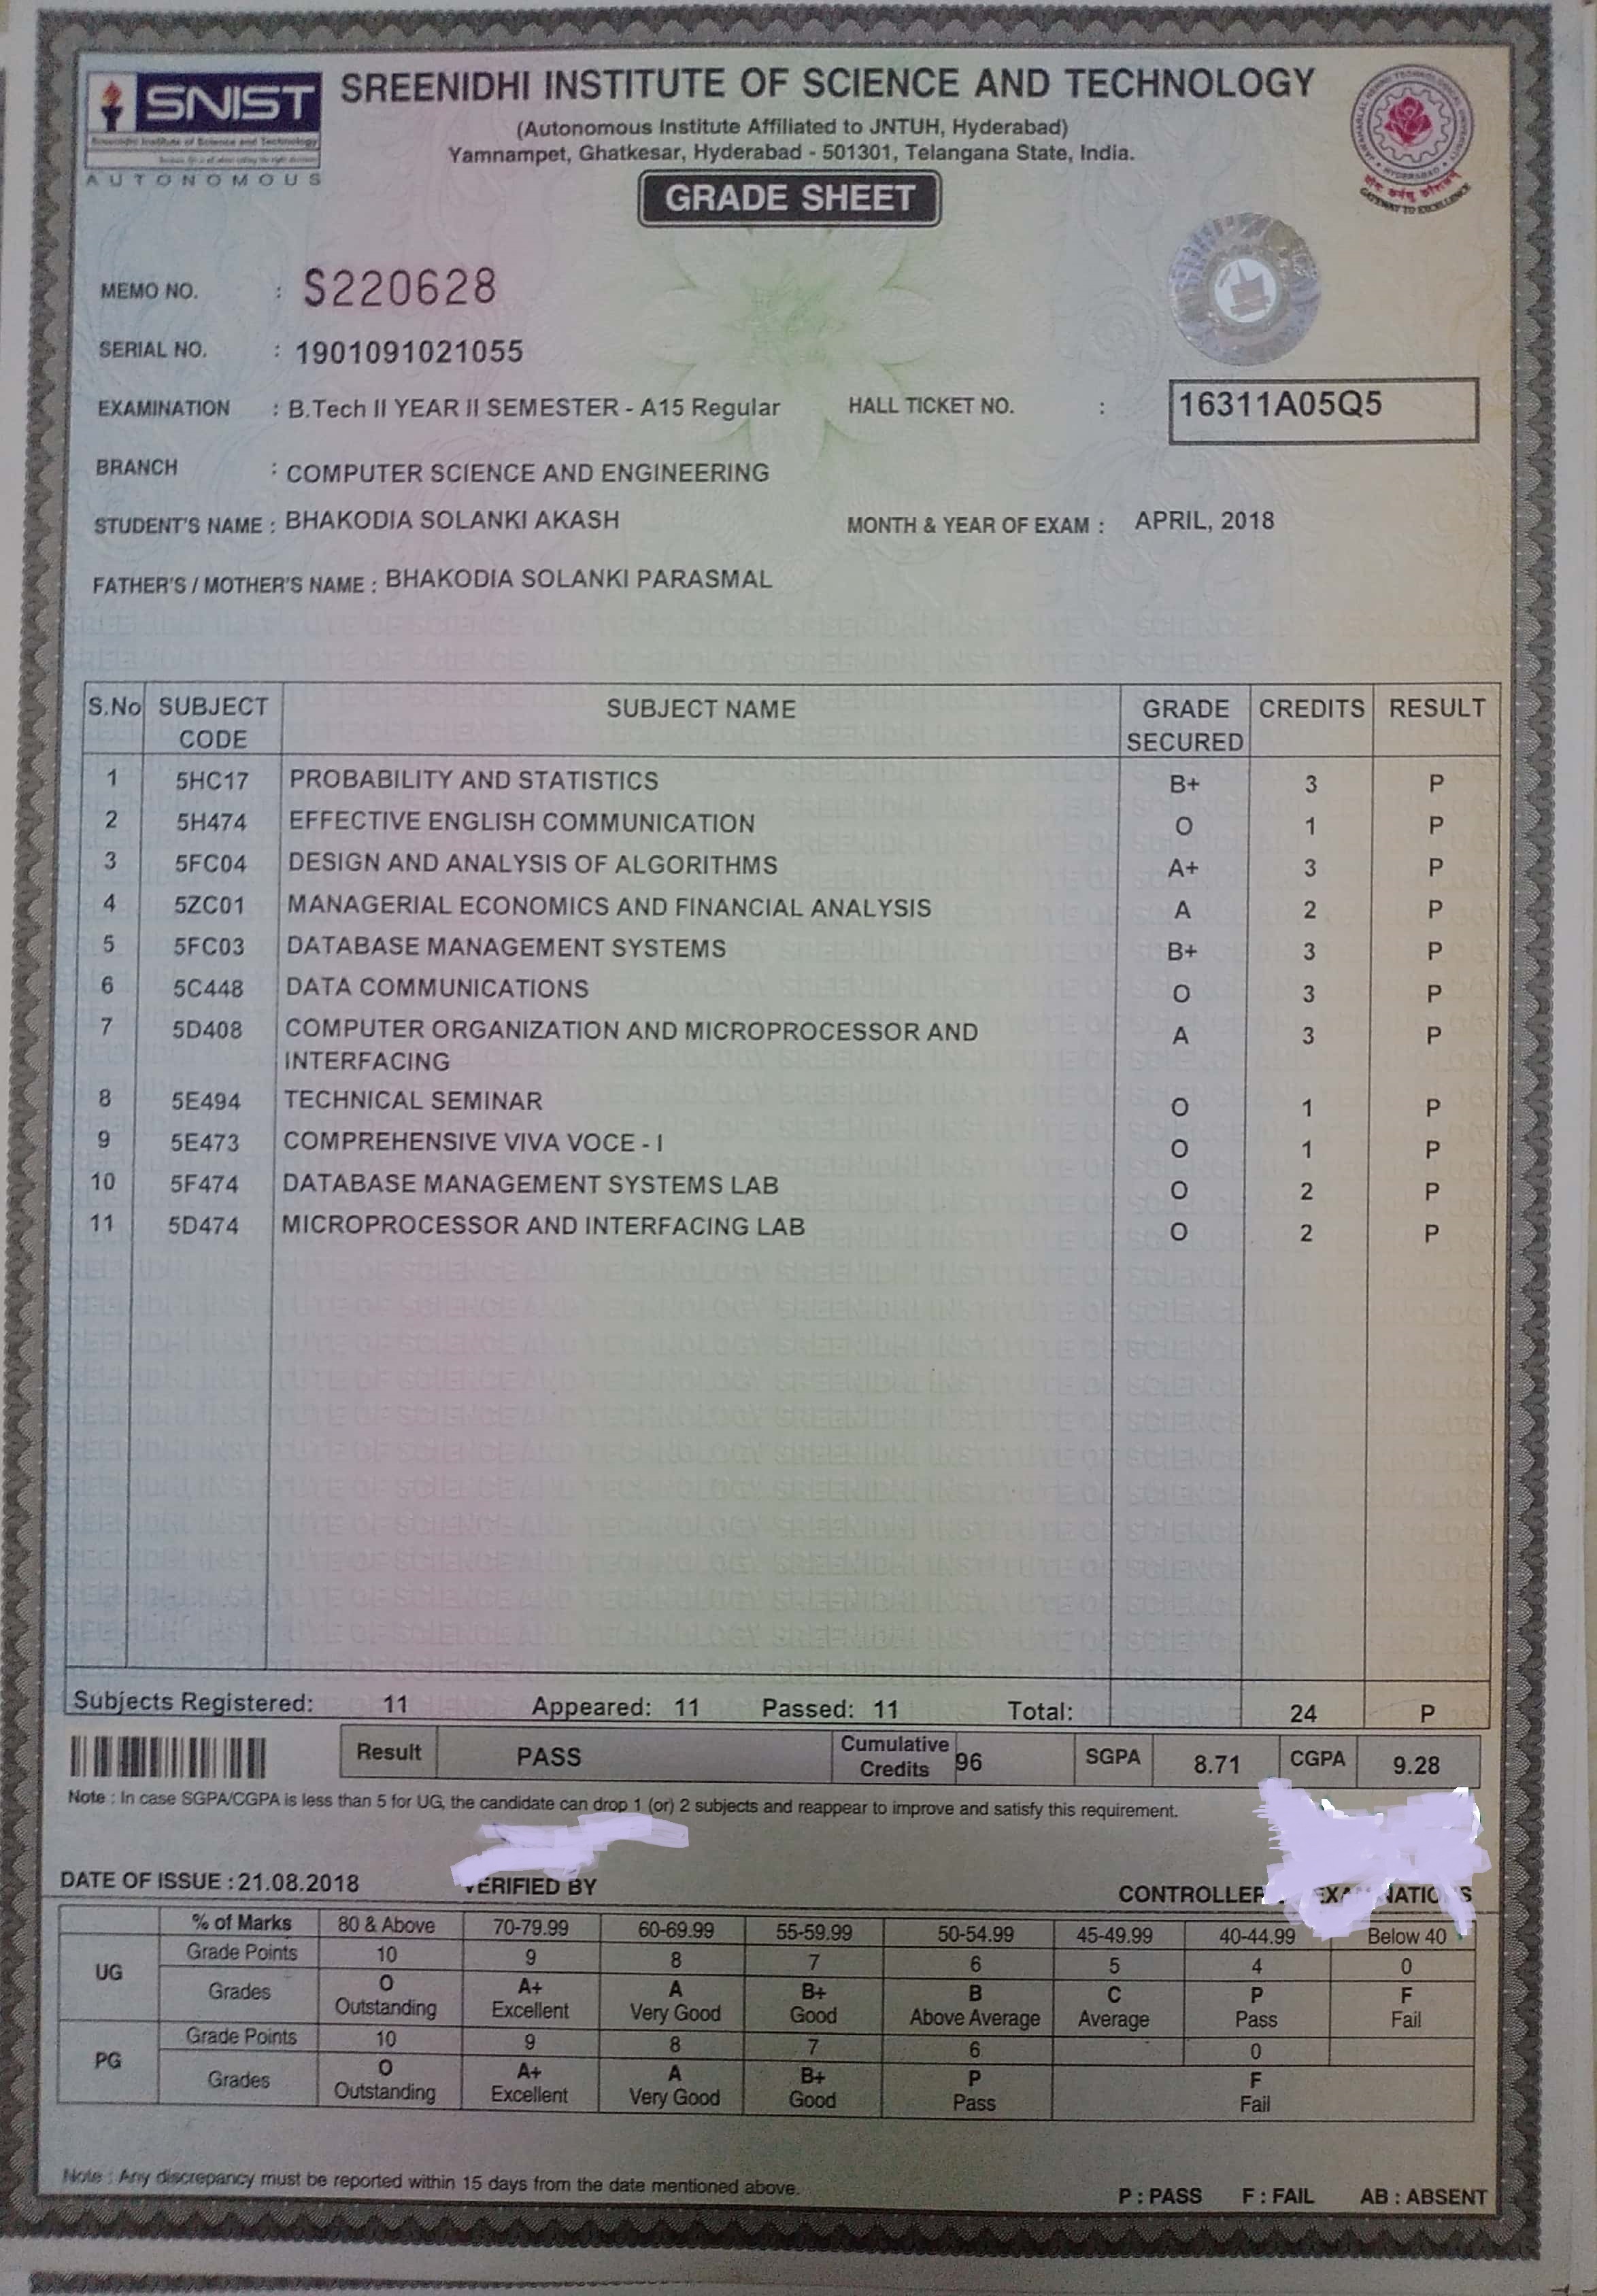 SNIST
Sreenidhi Institute of Science and Technology
AUTONOMOUS
SREENIDHI INSTITUTE OF SCIENCE AND TECHNOLOGY
(Autonomous Institute Affiliated to JNTUH, Hyderabad)
Yamnampet, Ghatkesar, Hyderabad - 501301, Telangana State, India.
GRADE SHEET
GATEWAY TO EXCELLENCE
MEMO NO. : S220628
SERIAL NO. : 1901091021055
EXAMINATION : B.Tech II YEAR II SEMESTER - A15 Regular HALL TICKET NO. : 16311A05Q5
BRANCH : COMPUTER SCIENCE AND ENGINEERING
STUDENT'S NAME : BHAKODIA SOLANKI AKASH MONTH & YEAR OF EXAM : APRIL, 2018
FATHER'S / MOTHER'S NAME : BHAKODIA SOLANKI PARASMAL
S.No SUBJECT CODE SUBJECT NAME GRADE SECURED CREDITS RESULT
1 5HC17 PROBABILITY AND STATISTICS B+ 3 P
2 5H474 EFFECTIVE ENGLISH COMMUNICATION O 1 P
3 5FC04 DESIGN AND ANALYSIS OF ALGORITHMS A+ 3 P
4 5ZC01 MANAGERIAL ECONOMICS AND FINANCIAL ANALYSIS A 2 P
5 5FC03 DATABASE MANAGEMENT SYSTEMS B+ 3 P
6 5C448 DATA COMMUNICATIONS O 3 P
7 5D408 COMPUTER ORGANIZATION AND MICROPROCESSOR AND A 3 P
INTERFACING
8 5E494 TECHNICAL SEMINAR O 1 P
9 5E473 COMPREHENSIVE VIVA VOCE - I O 1 P
10 5F474 DATABASE MANAGEMENT SYSTEMS LAB O 2 P
11 5D474 MICROPROCESSOR AND INTERFACING LAB O 2 P
Subjects Registered: 11 Appeared: 11 Passed: 11 Total: 24 P
Result PASS Cumulative Credits 96 SGPA 8.71 CGPA 9.28
Note : In case SGPA/CGPA is less than 5 for UG, the candidate can drop 1 (or) 2 subjects and reappear to improve and satisfy this requirement.
DATE OF ISSUE : 21.08.2018 VERIFIED BY CONTROLLER EXAMINATIONS
UG % of Marks 80 & Above 70-79.99 60-69.99 55-59.99 50-54.99 45-49.99 40-44.99 Below 40
Grade Points 10 9 8 7 6 5 4 0
Grades O A+ A B+ B C P F
Outstanding Excellent Very Good Good Above Average Average Pass Fail
PG Grade Points 10 9 8 7 6 0
Grades O A+ A B+ P F
Outstanding Excellent Very Good Good Pass Fail
Note : Any discrepancy must be reported within 15 days from the date mentioned above.
P : PASS F : FAIL AB : ABSENT